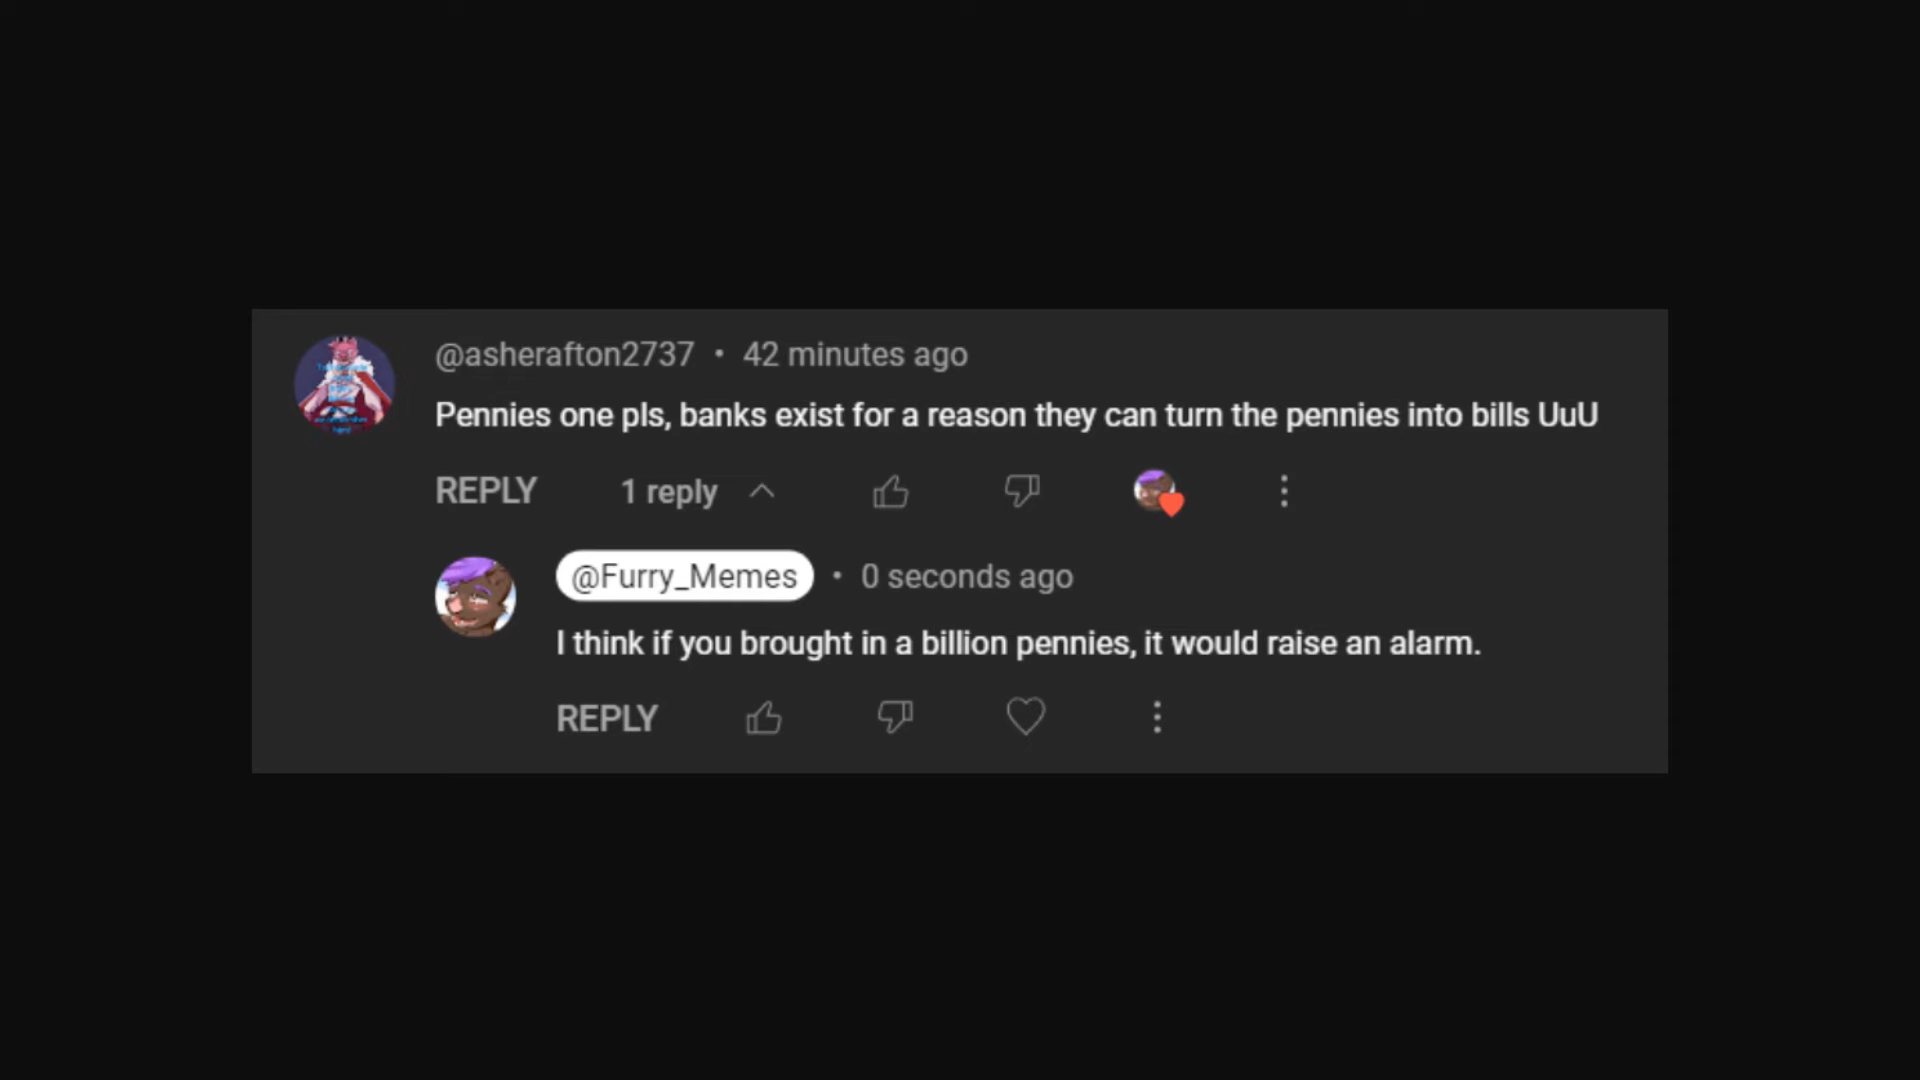 @asherafton2737 • 42 minutes ago
Pennies one pls, banks exist for a reason they can turn the pennies into bills UuU
REPLY 1 reply
@Furry_Memes • 0 seconds ago
I think if you brought in a billion pennies, it would raise an alarm.
REPLY